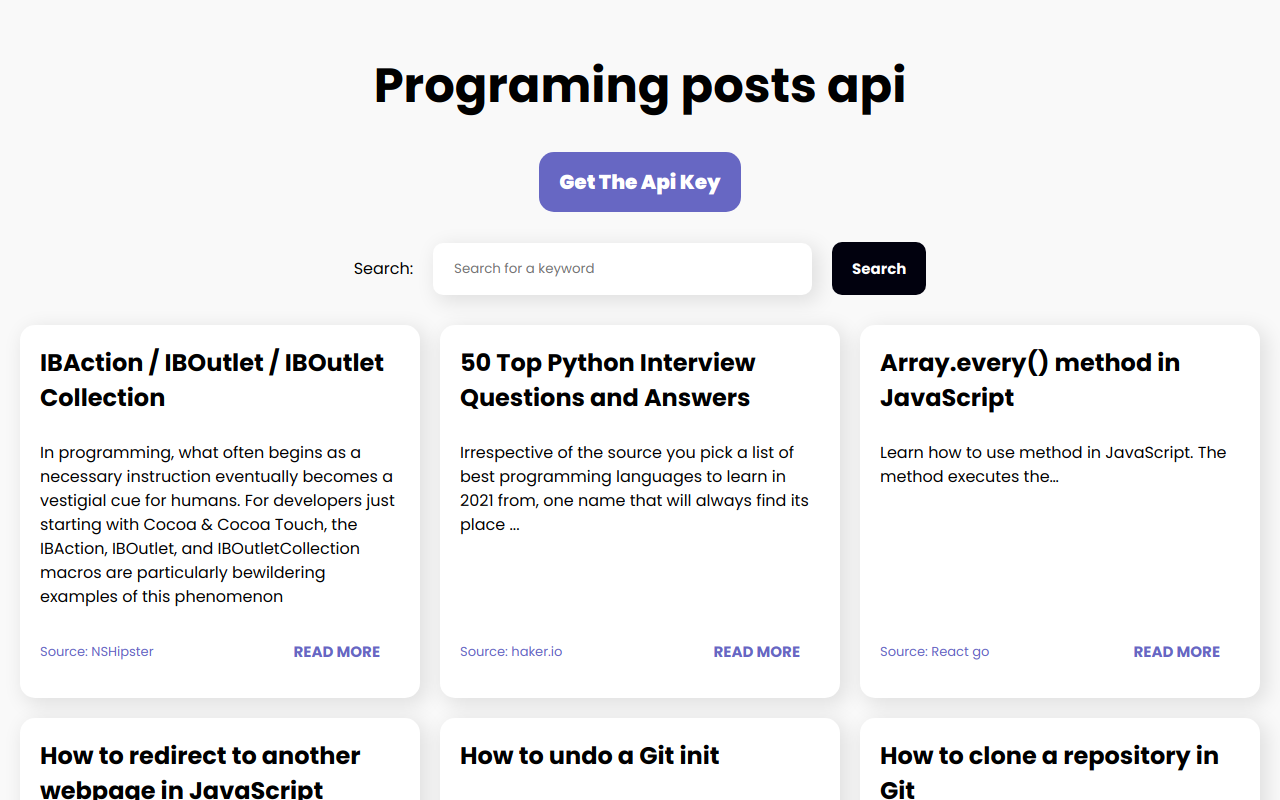 Programing posts api
Get The Api Key
Search:
Search for a keyword
Search
IBAction / IBOutlet / IBOutlet
Collection
In programming, what often begins as a
necessary instruction eventually becomes a
vestigial cue for humans. For developers just
starting with Cocoa & Cocoa Touch, the
IBAction, IBOutlet, and IBOutletCollection
macros are particularly bewildering
examples of this phenomenon
Source: NSHipster
READ MORE
50 Top Python Interview
Questions and Answers
Irrespective of the source you pick a list of
best programming languages to learn in
2021 from, one name that will always find its
place ...
Source: haker.io
READ MORE
Array.every() method in
JavaScript
Learn how to use method in JavaScript. The
method executes the…
Source: React go
READ MORE
How to redirect to another
webpage in JavaScript
How to undo a Git init
How to clone a repository in
Git